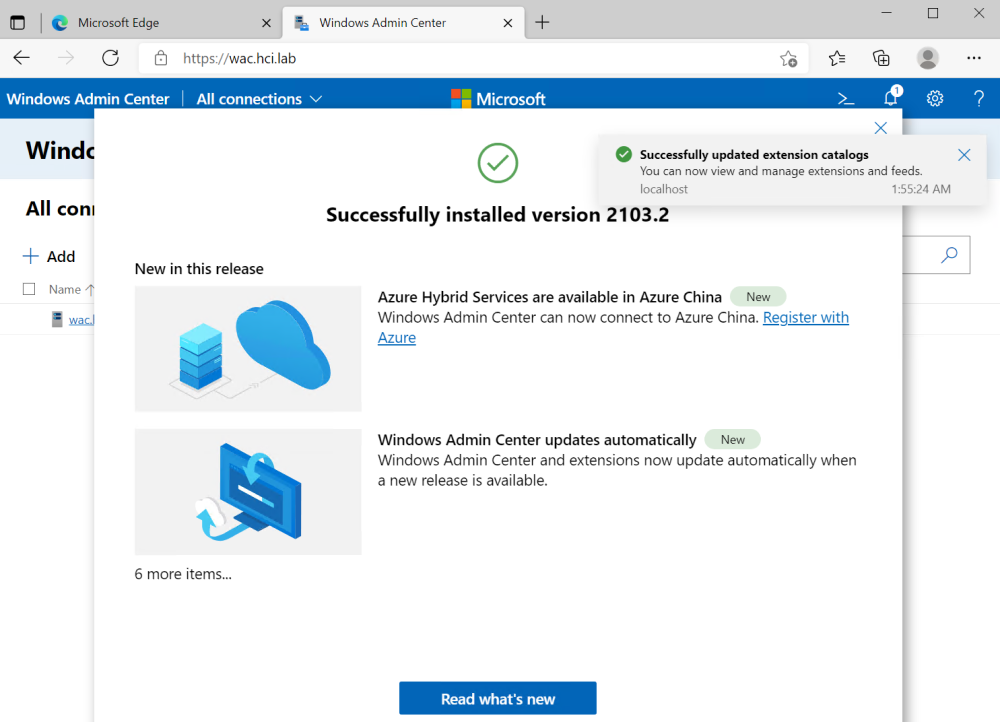 Microsoft Edge
Windows Admin Center
https://wac.hci.lab
Windows Admin Center
All connections
Microsoft
1
Successfully updated extension catalogs
You can now view and manage extensions and feeds.
localhost 1:55:24 AM
Successfully installed version 2103.2
Add
Name
New in this release
Azure Hybrid Services are available in Azure China New
Windows Admin Center can now connect to Azure China. Register with
Azure
Windows Admin Center updates automatically New
Windows Admin Center and extensions now update automatically when
a new release is available.
6 more items...
Read what's new